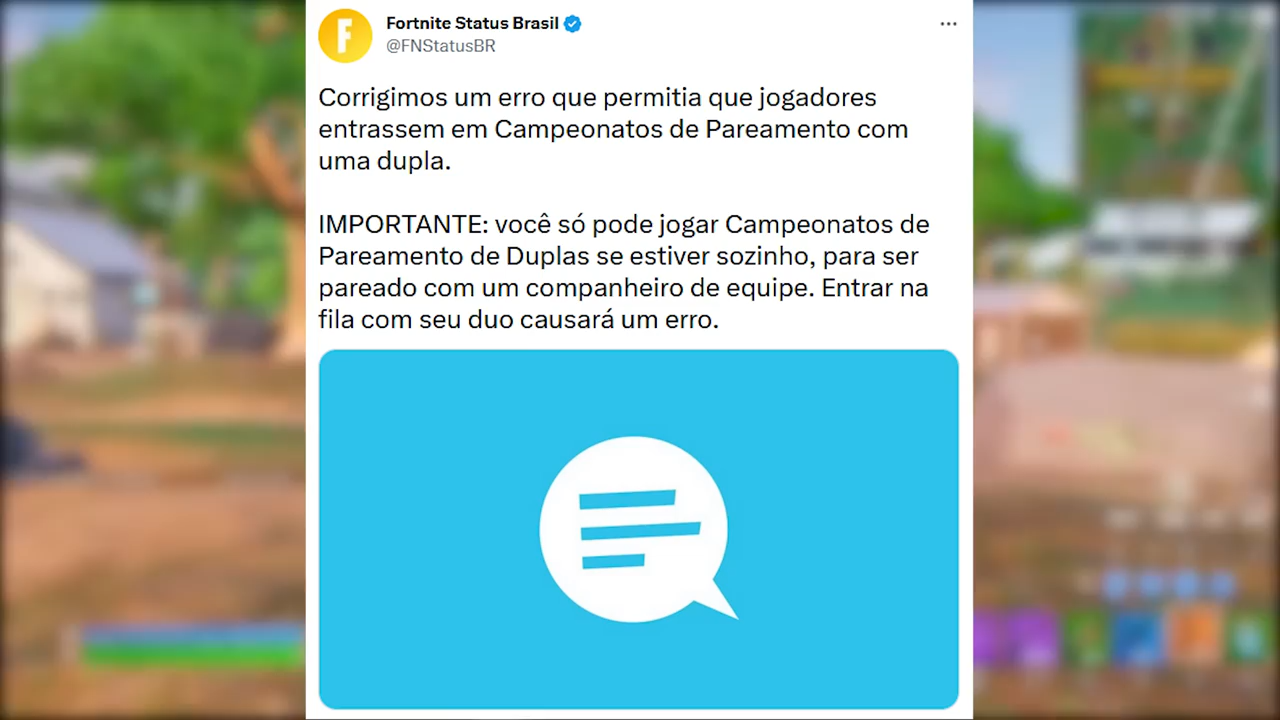 Fortnite Status Brasil
@FNStatusBR
Corrigimos um erro que permitia que jogadores
entrassem em Campeonatos de Pareamento com
uma dupla.
IMPORTANTE: você só pode jogar Campeonatos de
Pareamento de Duplas se estiver sozinho, para ser
pareado com um companheiro de equipe. Entrar na
fila com seu duo causará um erro.